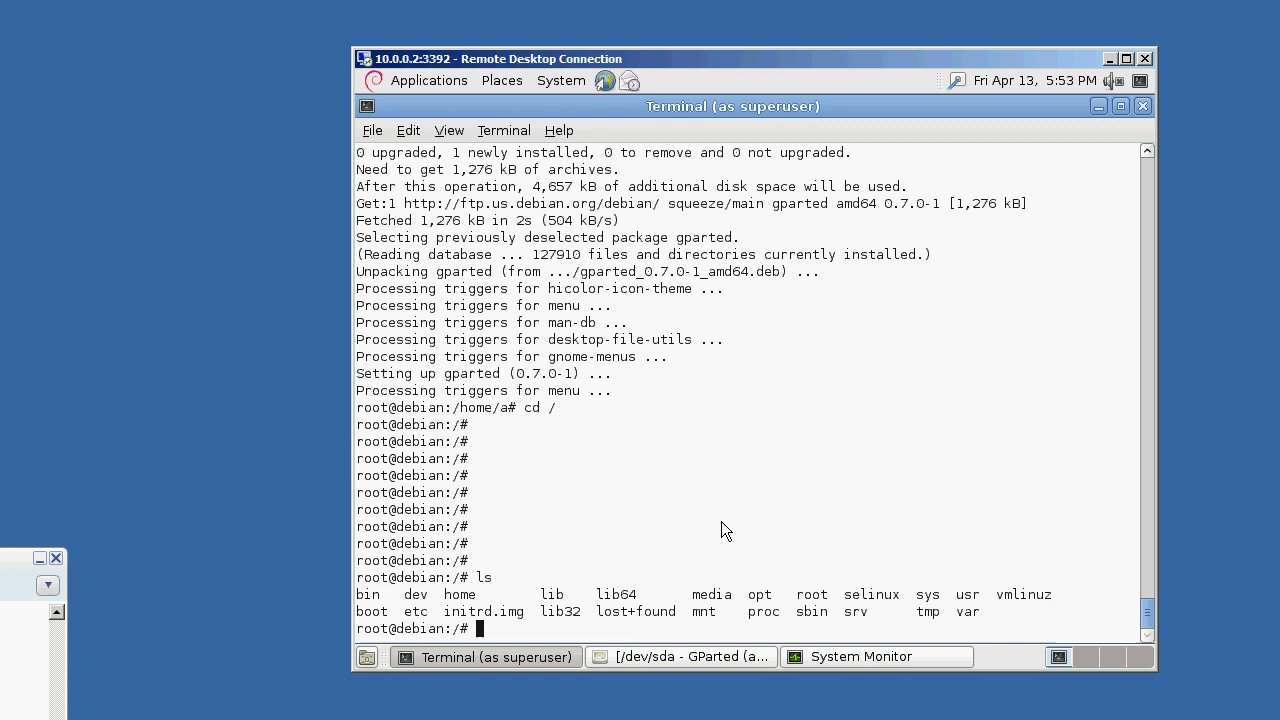 10.0.0.2:3392 - Remote Desktop Connection
Applications Places System Fri Apr 13, 5:53 PM
Terminal (as superuser)
File Edit View Terminal Help
0 upgraded, 1 newly installed, 0 to remove and 0 not upgraded.
Need to get 1,276 kB of archives.
After this operation, 4,657 kB of additional disk space will be used.
Get:1 http://ftp.us.debian.org/debian/ squeeze/main gparted amd64 0.7.0-1 [1,276 kB]
Fetched 1,276 kB in 2s (504 kB/s)
Selecting previously deselected package gparted.
(Reading database ... 127910 files and directories currently installed.)
Unpacking gparted (from .../gparted_0.7.0-1_amd64.deb) ...
Processing triggers for hicolor-icon-theme ...
Processing triggers for menu ...
Processing triggers for man-db ...
Processing triggers for desktop-file-utils ...
Processing triggers for gnome-menus ...
Setting up gparted (0.7.0-1) ...
Processing triggers for menu ...
root@debian:/home/a# cd /
root@debian:/#
root@debian:/#
root@debian:/#
root@debian:/#
root@debian:/#
root@debian:/#
root@debian:/#
root@debian:/#
root@debian:/#
root@debian:/# ls
bin dev home lib lib64 media opt root selinux sys usr vmlinuz
boot etc initrd.img lib32 lost+found mnt proc sbin srv tmp var
root@debian:/#
Terminal (as superuser) [/dev/sda - GParted (a... System Monitor